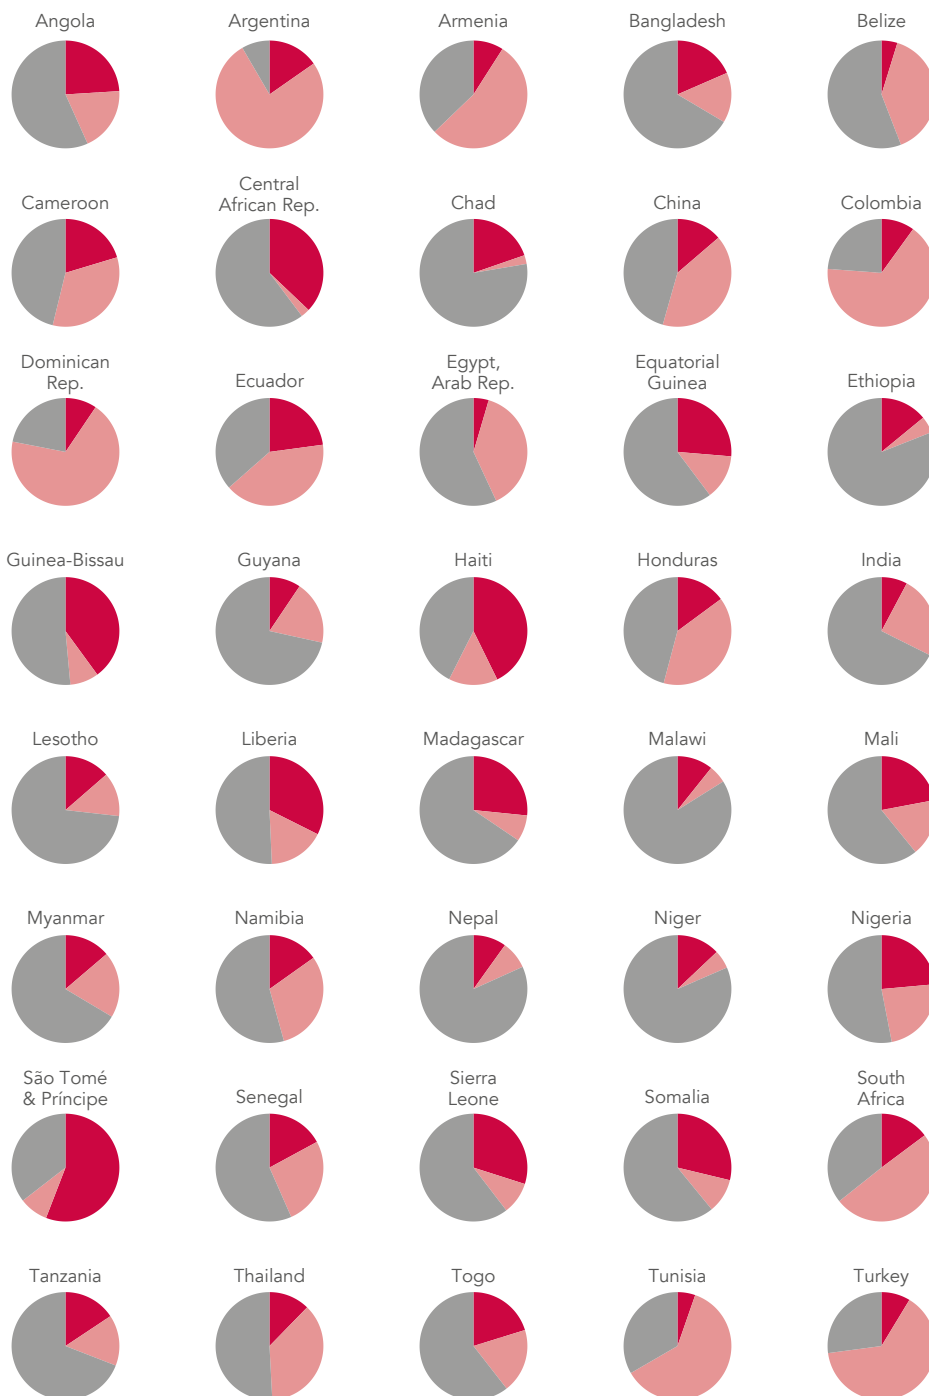 Angola
Argentina
Armenia
Bangladesh
Belize
Cameroon
Central
African Rep.
Chad
China
Colombia
Dominican
Rep.
Ecuador
Egypt,
Arab Rep.
Equatorial
Guinea
Ethiopia
Guinea-Bissau
Guyana
Haiti
Honduras
India
Lesotho
Liberia
Madagascar
Malawi
Mali
Myanmar
Namibia
Nepal
Niger
Nigeria
São Tomé
& Príncipe
Senegal
Sierra
Leone
Somalia
South
Africa
Tanzania
Thailand
Togo
Tunisia
Turkey